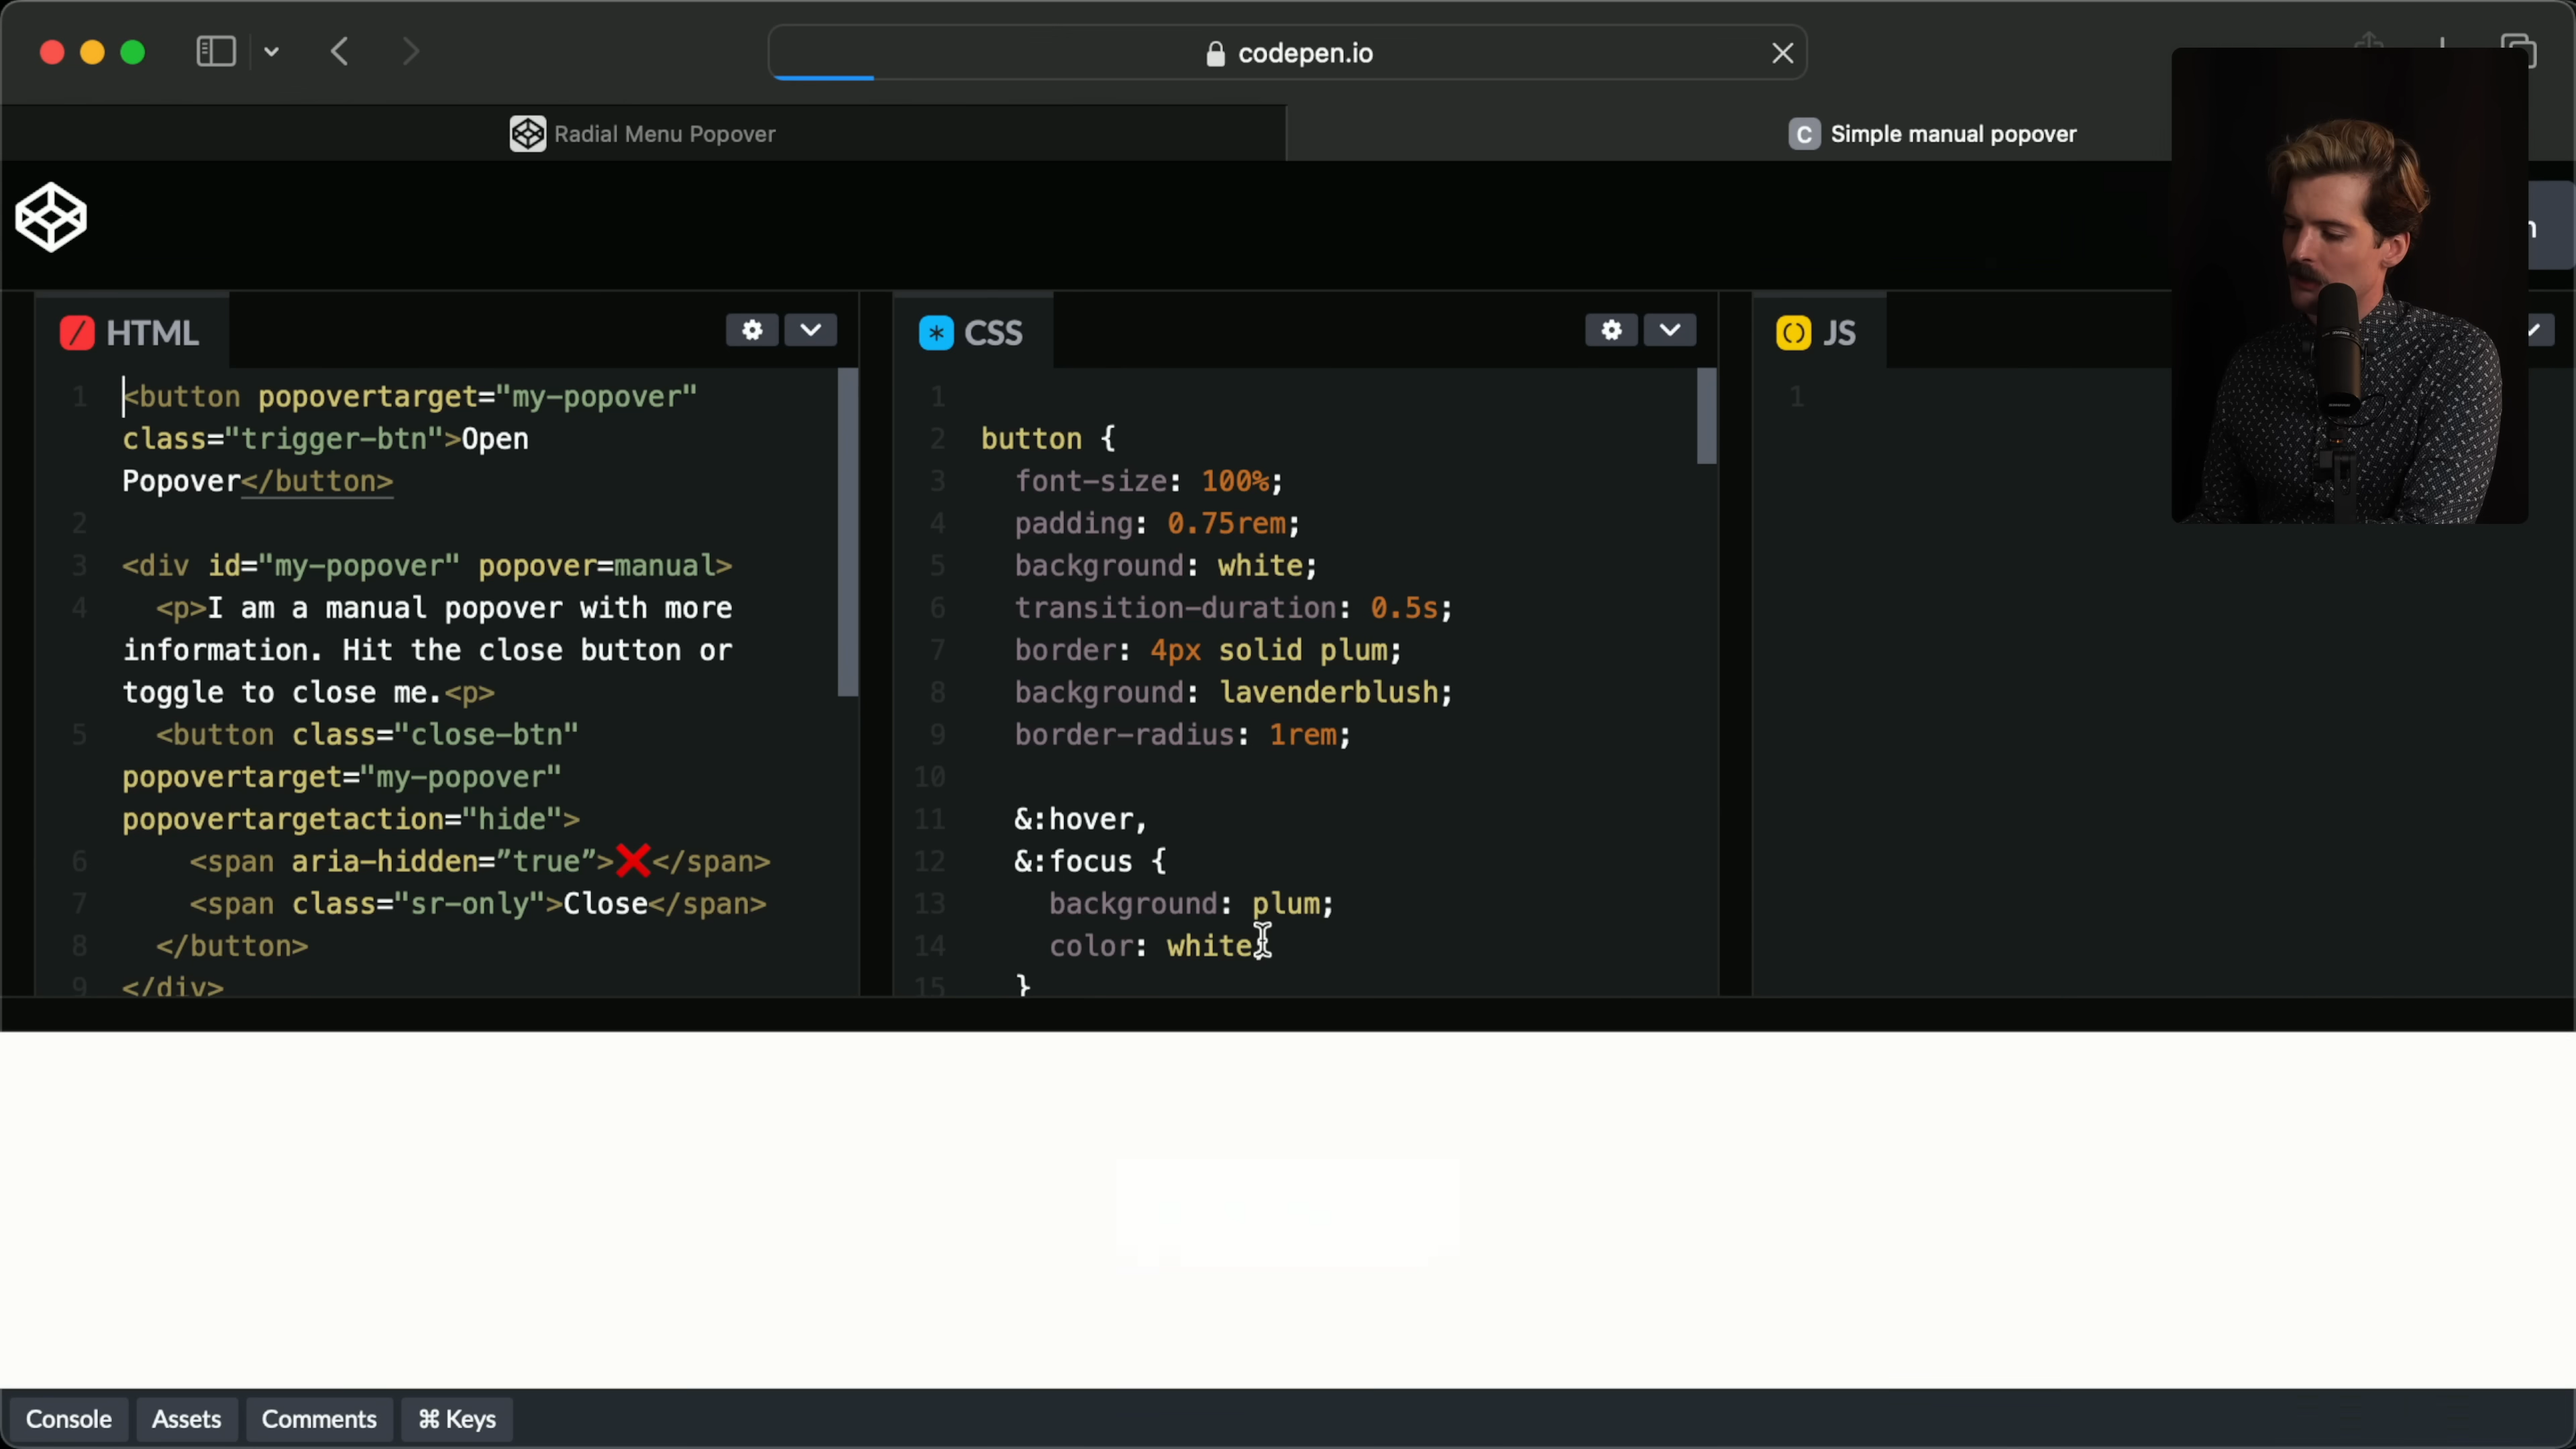 codepen.io
Radial Menu Popover
C Simple manual popover
HTML
1 <button popovertarget="my-popover"
class="trigger-btn">Open
Popover</button>
2
3 <div id="my-popover" popover=manual>
4 <p>I am a manual popover with more
information. Hit the close button or
toggle to close me.<p>
5 <button class="close-btn"
popovertarget="my-popover"
popovertargetaction="hide">
6 <span aria-hidden=”true”>❌</span>
7 <span class="sr-only">Close</span>
8 </button>
9 </div>
CSS
1
2 button {
3 font-size: 100%;
4 padding: 0.75rem;
5 background: white;
6 transition-duration: 0.5s;
7 border: 4px solid plum;
8 background: lavenderblush;
9 border-radius: 1rem;
10
11 &:hover,
12 &:focus {
13 background: plum;
14 color: white;
15 }
JS
1
Console Assets Comments ⌘ Keys